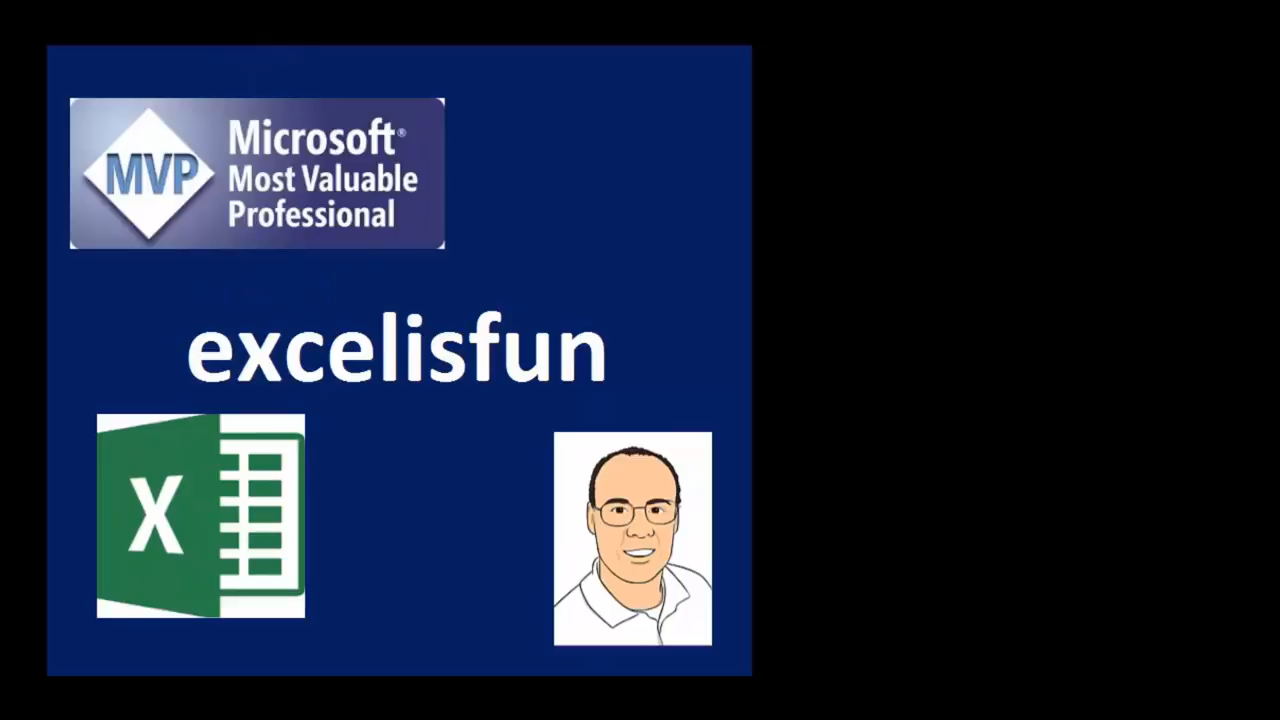 MVP
Microsoft®
Most Valuable
Professional
excelisfun
X